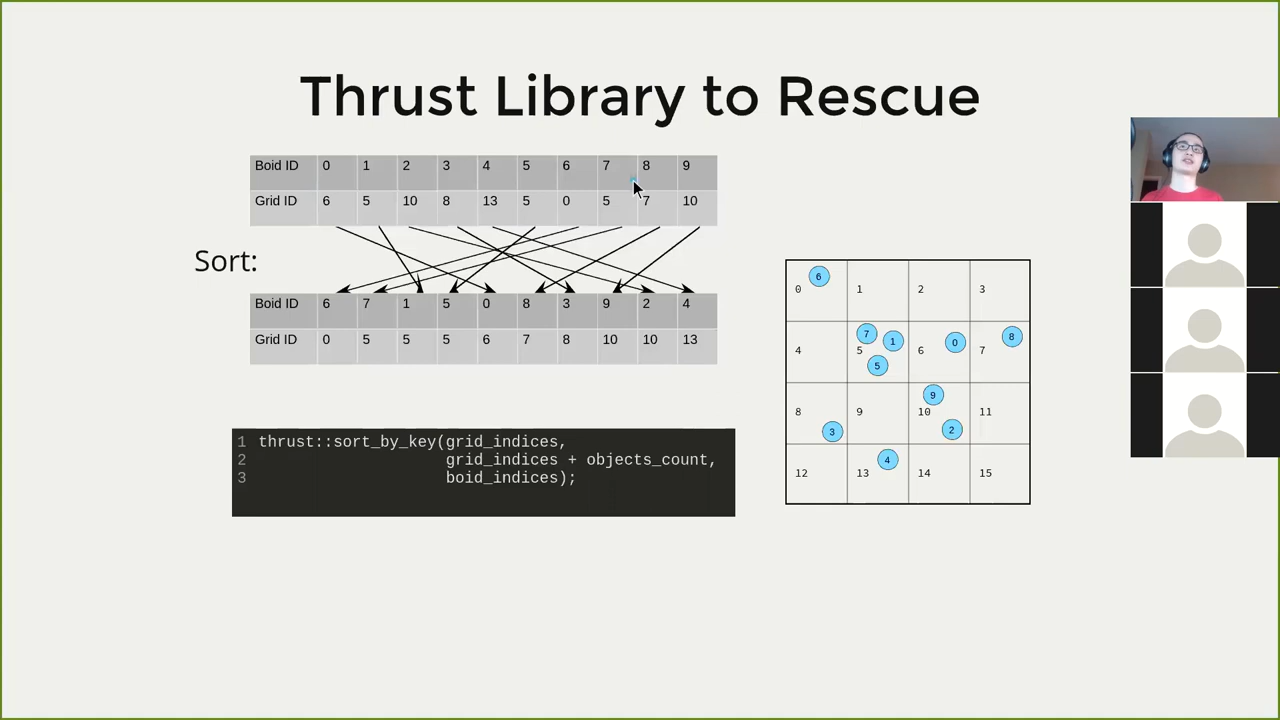 Thrust Library to Rescue
Boid ID 0 1 2 3 4 5 6 7 8 9
Grid ID 6 5 10 8 13 5 0 5 7 10
Sort:
Boid ID 6 7 1 5 0 8 3 9 2 4
Grid ID 0 5 5 5 6 7 8 10 10 13
1 thrust::sort_by_key(grid_indices,
2 grid_indices + objects_count,
3 boid_indices);
6
0 1 2 3
7 1 0 8
4 5 6 7
5
9
8 9 10 11
3 2
4
12 13 14 15